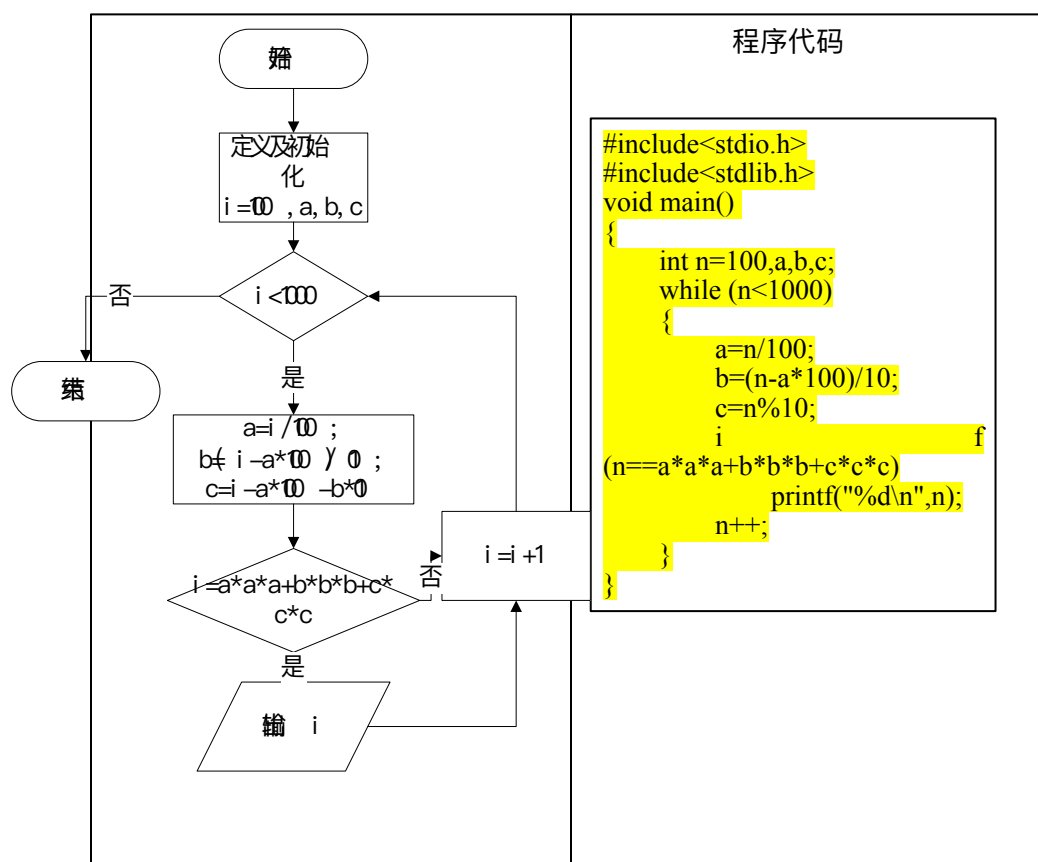 开始
定义及初始
化
i=100 ,a,b,c
i<1000
否
结束
是
a=i/100 ;
b=( i-a*100 )/10 ;
c=i-a*100 -b*10
i=a*a*a+b*b*b+c*
c*c
否
i=i+1
是
输出 i
程序代码
#include<stdio.h>
#include<stdlib.h>
void main()
{
int n=100,a,b,c;
while (n<1000)
{
a=n/100;
b=(n-a*100)/10;
c=n%10;
i f
(n==a*a*a+b*b*b+c*c*c)
printf("%d\n",n);
n++;
}
}